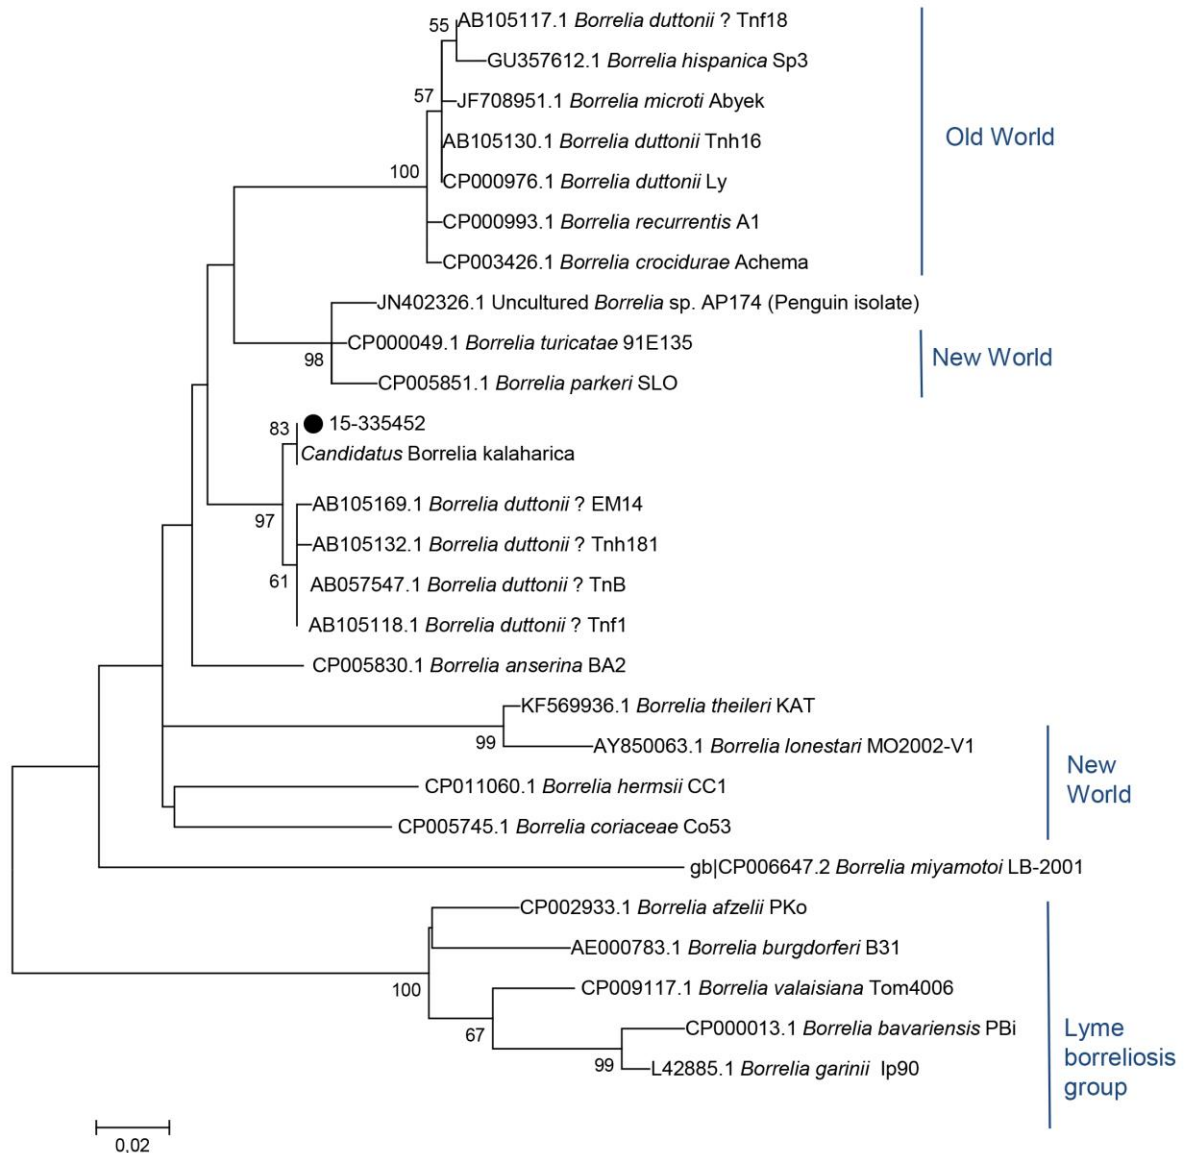 55
AB105117.1 Borrelia duttonii ? Tnf18
GU357612.1 Borrelia hispanica Sp3
57
JF708951.1 Borrelia microti Abyek
AB105130.1 Borrelia duttonii Tnh16
Old World
100
CP000976.1 Borrelia duttonii Ly
CP000993.1 Borrelia recurrentis A1
CP003426.1 Borrelia crocidurae Achema
JN402326.1 Uncultured Borrelia sp. AP174 (Penguin isolate)
CP000049.1 Borrelia turicatae 91E135
New World
98
CP005851.1 Borrelia parkeri SLO
83
15-335452
Candidatus Borrelia kalaharica
AB105169.1 Borrelia duttonii ? EM14
97
AB105132.1 Borrelia duttonii ? Tnh181
61
AB057547.1 Borrelia duttonii ? TnB
AB105118.1 Borrelia duttonii ? Tnf1
CP005830.1 Borrelia anserina BA2
KF569936.1 Borrelia theileri KAT
99
AY850063.1 Borrelia lonestari MO2002-V1
New
World
CP011060.1 Borrelia hermsii CC1
CP005745.1 Borrelia coriaceae Co53
gb|CP006647.2 Borrelia miyamotoi LB-2001
CP002933.1 Borrelia afzelii PKo
AE000783.1 Borrelia burgdorferi B31
100
CP009117.1 Borrelia valaisiana Tom4006
67
CP000013.1 Borrelia bavariensis PBi
99
L42885.1 Borrelia garinii Ip90
Lyme
borreliosis
group
0,02